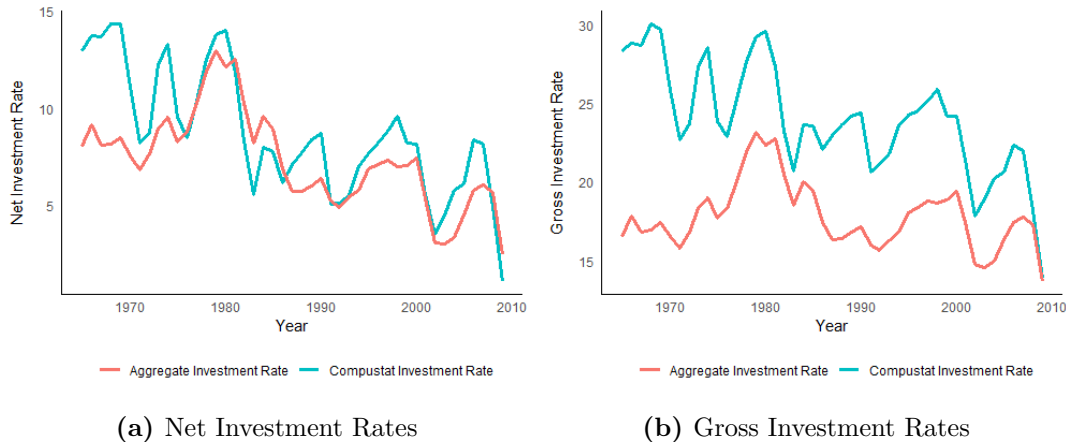 Net Investment Rate
15
10
5
1970 1980 1990 2000 2010
Year
Aggregate Investment Rate Compustat Investment Rate
(a) Net Investment Rates
Gross Investment Rate
30
25
20
15
1970 1980 1990 2000 2010
Year
Aggregate Investment Rate Compustat Investment Rate
(b) Gross Investment Rates